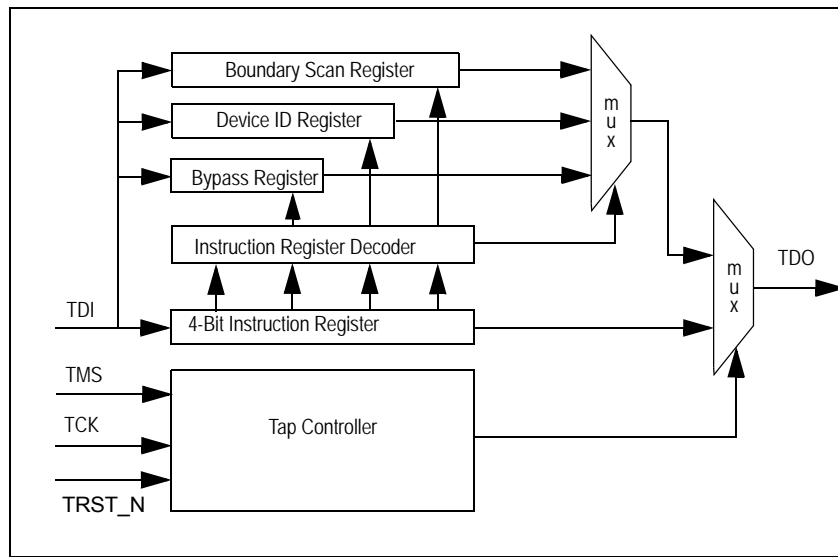 Boundary Scan Register
Device ID Register
Bypass Register
Instruction Register Decoder
4-Bit Instruction Register
Tap Controller
TDI
TMS
TCK
TRST_N
m
u
x
m
u
x
TDO